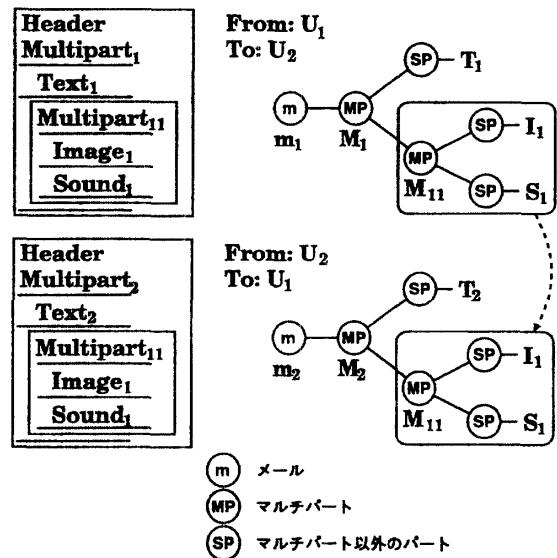 Header
Multipart₁
Text₁
Multipart₁₁
Image₁
Sound₁
From: U₁
To: U₂
m
m₁
MP
M₁
SP
T₁
MP
M₁₁
SP
I₁
SP
S₁
Header
Multipart₂
Text₂
Multipart₁₁
Image₁
Sound₁
From: U₂
To: U₁
m
m₂
MP
M₂
SP
T₂
MP
M₁₁
SP
I₁
SP
S₁
m メール
MP マルチパート
SP マルチパート以外のパート